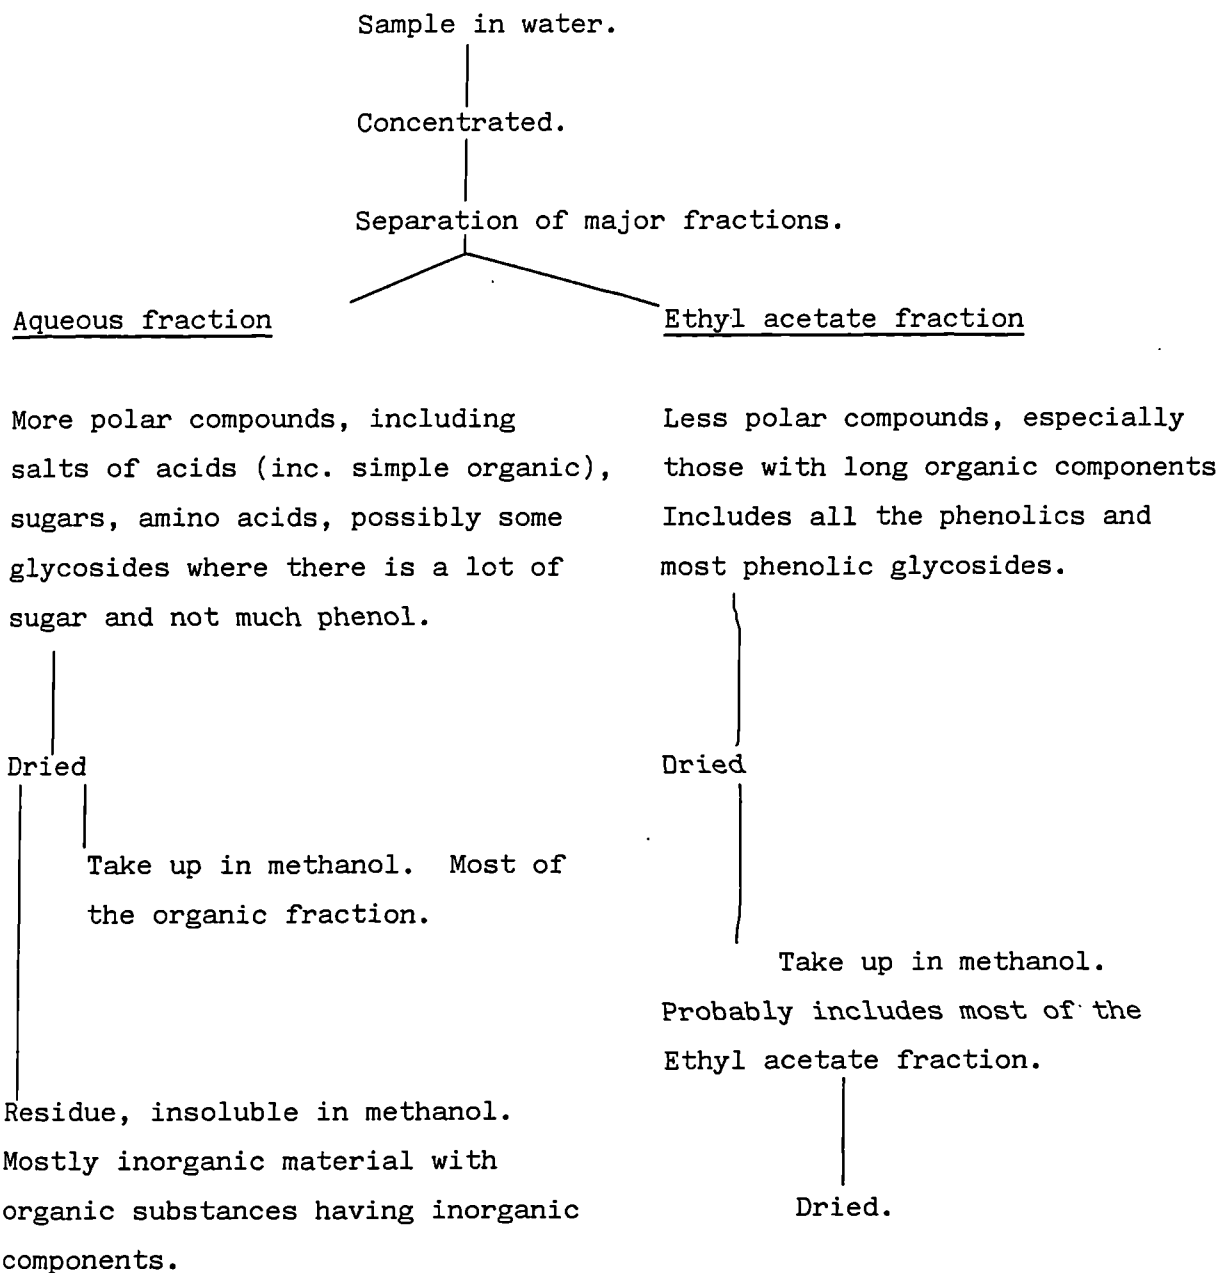 Sample in water.
Concentrated.
Separation of major fractions.
Aqueous fraction
More polar compounds, including
salts of acids (inc. simple organic),
sugars, amino acids, possibly some
glycosides where there is a lot of
sugar and not much phenol.
Dried
Take up in methanol. Most of
the organic fraction.
Residue, insoluble in methanol.
Mostly inorganic material with
organic substances having inorganic
components.
Ethyl acetate fraction
Less polar compounds, especially
those with long organic components
Includes all the phenolics and
most phenolic glycosides.
Dried
Take up in methanol.
Probably includes most of the
Ethyl acetate fraction.
Dried.